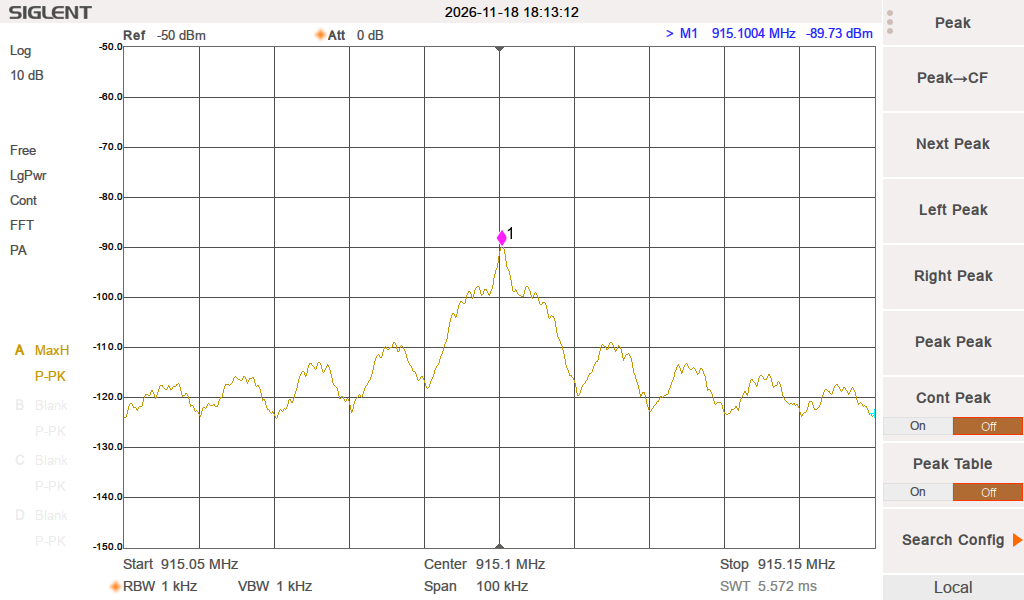 SIGLENT 2026-11-18 18:13:12
Ref -50 dBm Att 0 dB > M1 915.1004 MHz -89.73 dBm
Log
10 dB
Free
LgPwr
Cont
FFT
PA
A MaxH
P-PK
B Blank
P-PK
C Blank
P-PK
D Blank
P-PK
-50.0
-60.0
-70.0
-80.0
-90.0
-100.0
-110.0
-120.0
-130.0
-140.0
-150.0
1
Start 915.05 MHz Center 915.1 MHz Stop 915.15 MHz
RBW 1 kHz VBW 1 kHz Span 100 kHz SWT 5.572 ms
Peak
Peak→CF
Next Peak
Left Peak
Right Peak
Peak Peak
Cont Peak
On Off
Peak Table
On Off
Search Config
Local